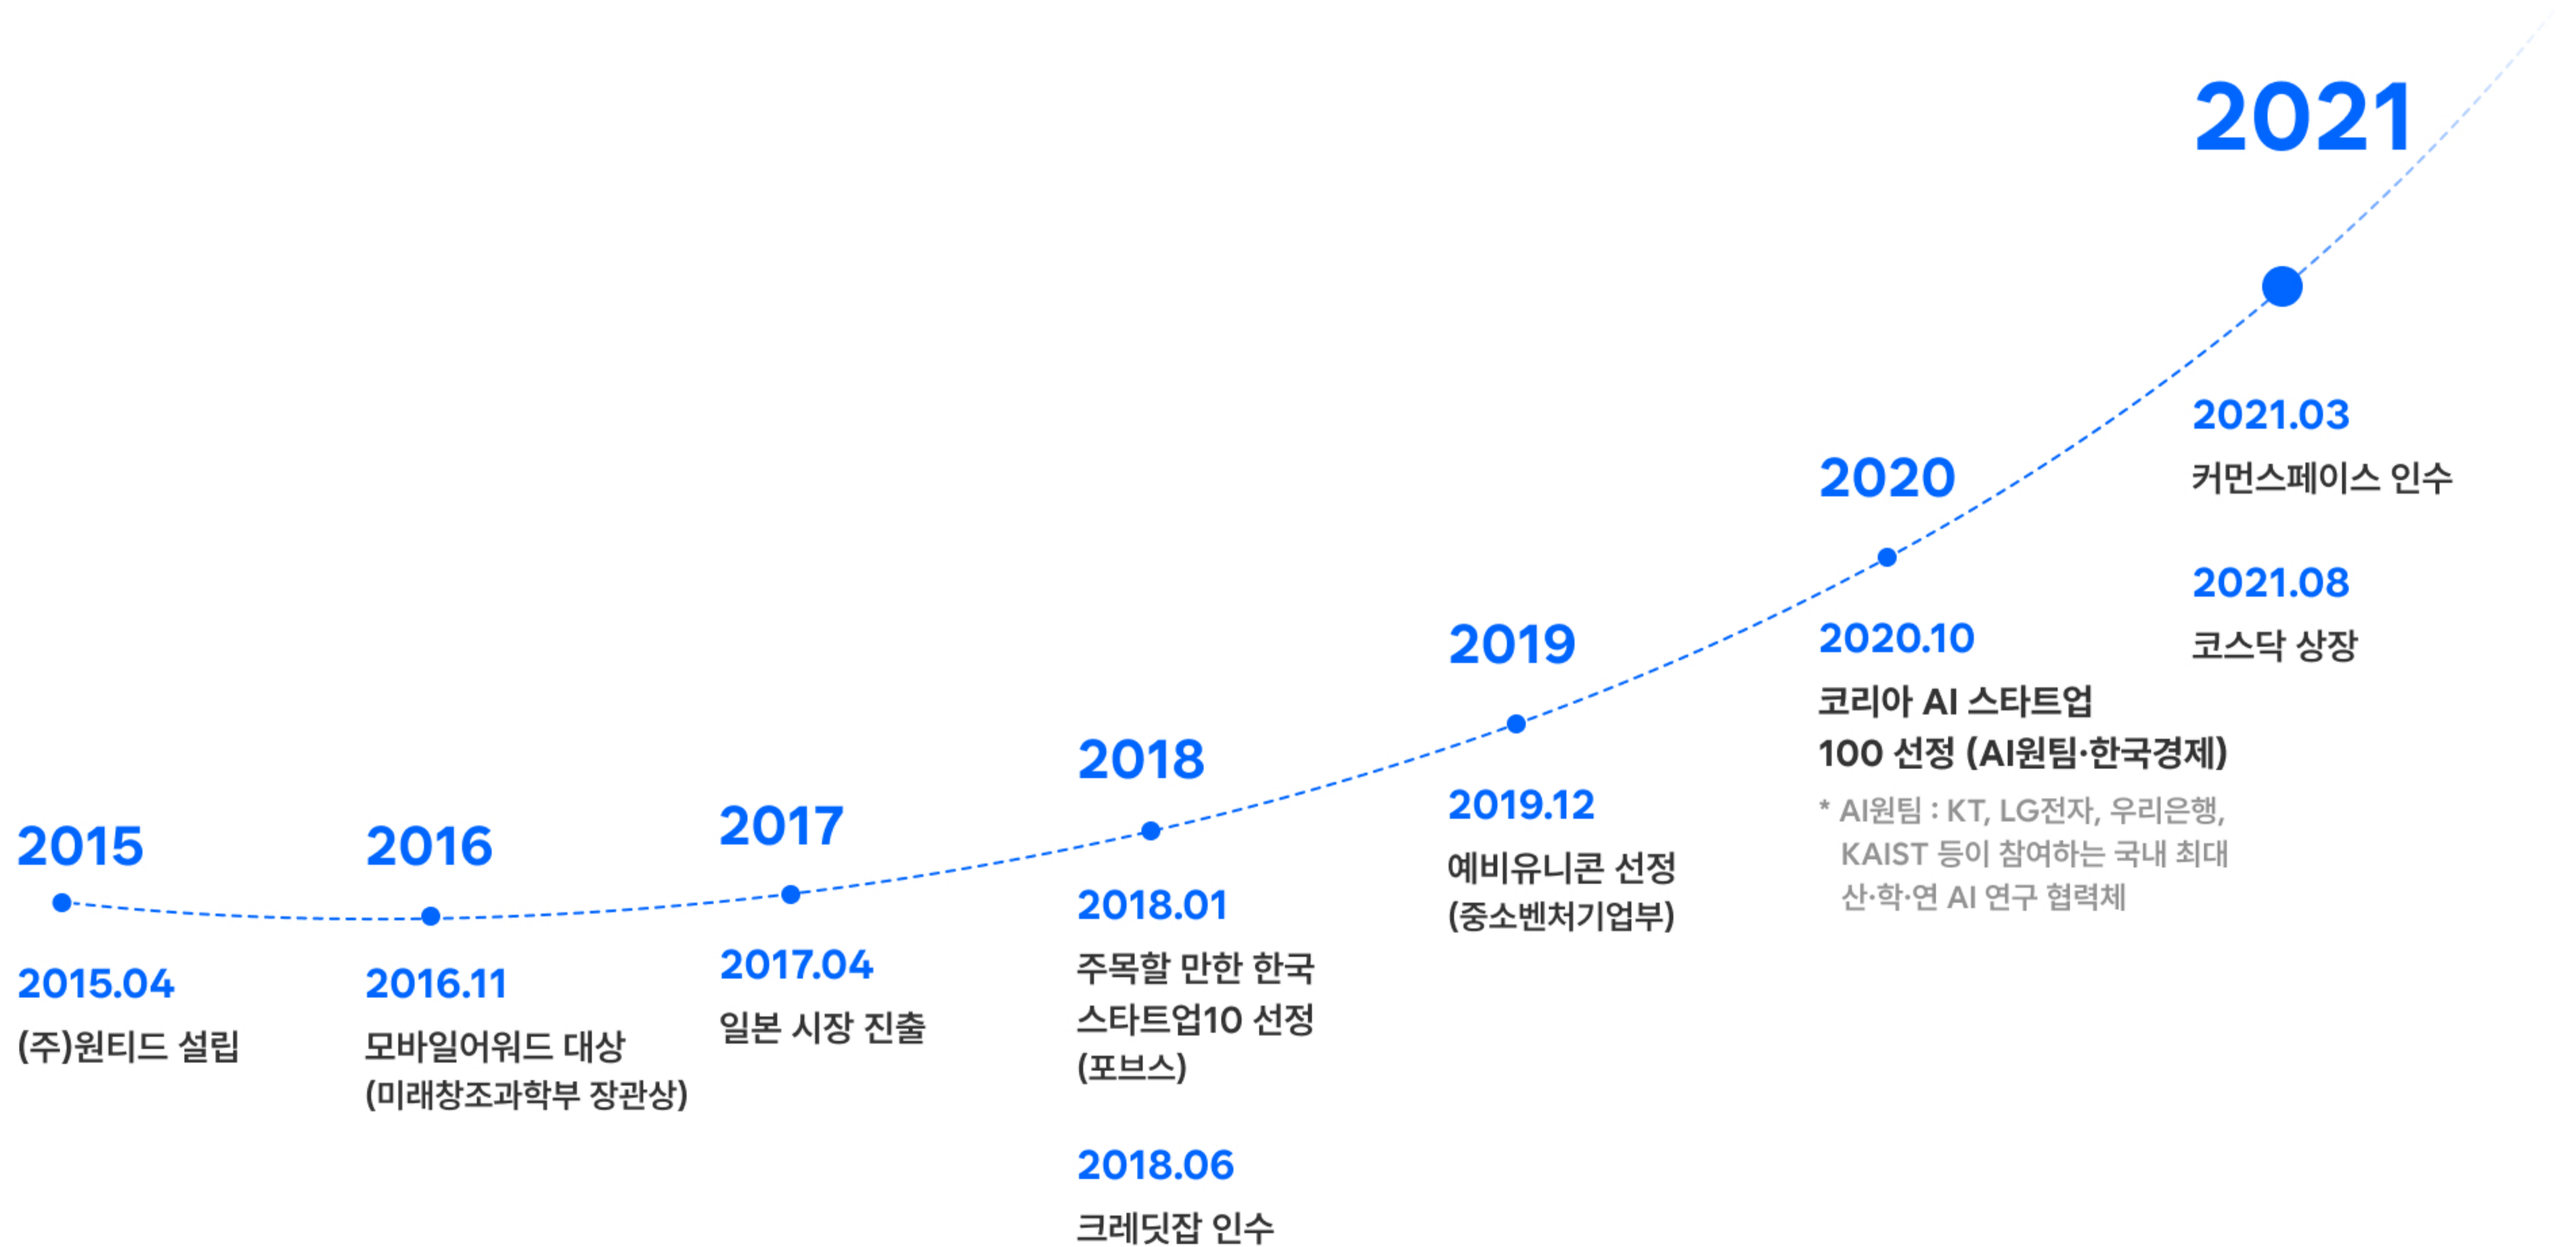 2015
2015.04
(주)원티드 설립
2016
2016.11
모바일어워드 대상
(미래창조과학부 장관상)
2017
2017.04
일본 시장 진출
2018
2018.01
주목할 만한 한국
스타트업10 선정
(포브스)
2018.06
크레딧잡 인수
2019
2019.12
예비유니콘 선정
(중소벤처기업부)
2020
2020.10
코리아 AI 스타트업
100 선정 (AI원팀·한국경제)
* AI원팀 : KT, LG전자, 우리은행,
KAIST 등이 참여하는 국내 최대
산·학·연 AI 연구 협력체
2021
2021.03
커먼스페이스 인수
2021.08
코스닥 상장